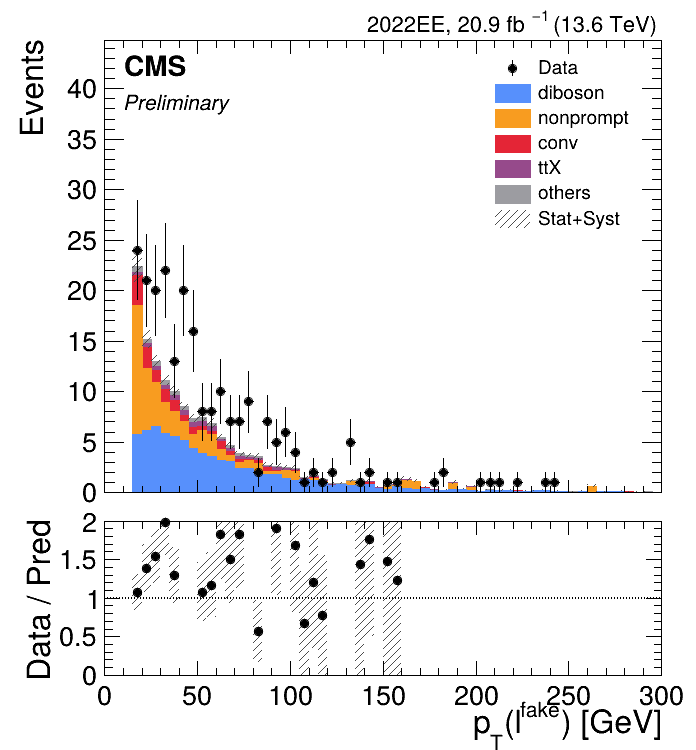 2022EE, 20.9 fb ⁻¹ (13.6 TeV)
CMS
Preliminary
Events
Data
diboson
nonprompt
conv
ttX
others
Stat+Syst
40
35
30
25
20
15
10
5
0
Data / Pred
2
1.5
1
0.5
0
0 50 100 150 200 250 300
p_T(l^fake) [GeV]